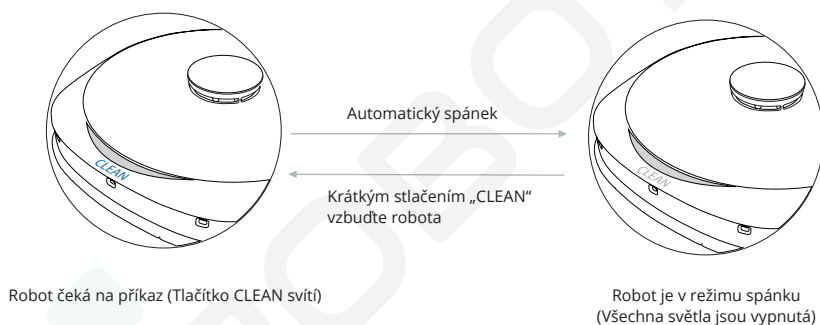 CLEAN
Automatický spánek
Krátkým stlačením „CLEAN“
vzbuďte robota
CLEAN
Robot čeká na příkaz (Tlačítko CLEAN svítí)
Robot je v režimu spánku
(Všechna světla jsou vypnutá)